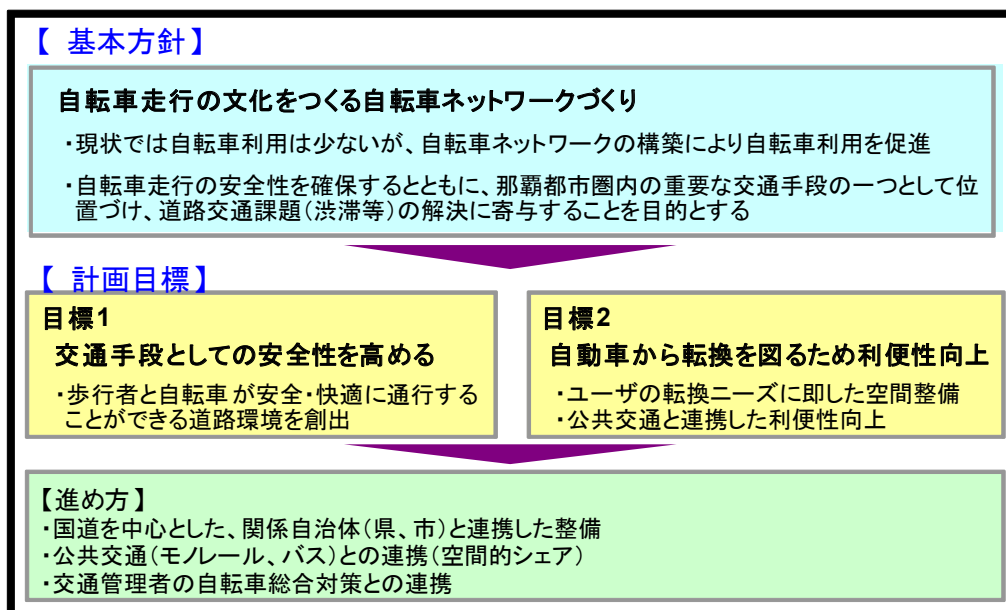 【 基本方針】
自転車走行の文化をつくる自転車ネットワークづくり
・現状では自転車利用は少ないが、自転車ネットワークの構築により自転車利用を促進
・自転車走行の安全性を確保するとともに、那覇都市圏内の重要な交通手段の一つとして位
置づけ、道路交通課題（渋滞等）の解決に寄与することを目的とする
【 計画目標】
目標1
交通手段としての安全性を高める
・歩行者と自転車が安全・快適に通行する
ことができる道路環境を創出
目標2
自動車から転換を図るため利便性向上
・ユーザの転換ニーズに即した空間整備
・公共交通と連携した利便性向上
【進め方】
・国道を中心とした、関係自治体（県、市）と連携した整備
・公共交通（モノレール、バス）との連携（空間的シェア）
・交通管理者の自転車総合対策との連携